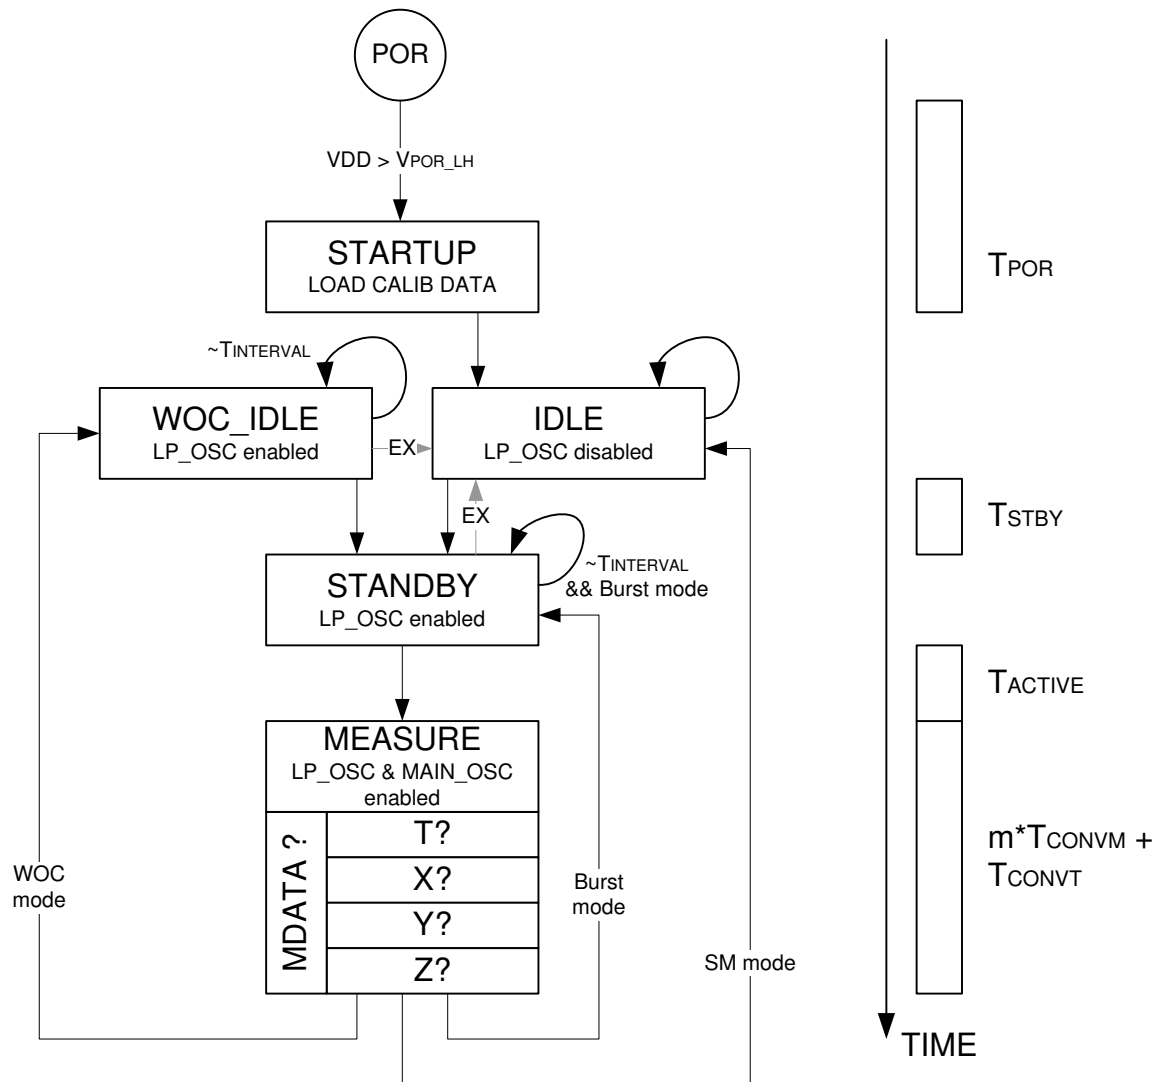 POR
VDD > VPOR_LH
STARTUP
LOAD CALIB DATA
TPOR
~TINTERVAL
WOC_IDLE
LP_OSC enabled
EX
IDLE
LP_OSC disabled
EX
TSTBY
STANDBY
LP_OSC enabled
~TINTERVAL
&& Burst mode
TACTIVE
MEASURE
LP_OSC & MAIN_OSC
enabled
MDATA ?
T?
X?
Y?
Z?
WOC
mode
Burst
mode
SM mode
m*TCONVM +
TCONVT
TIME